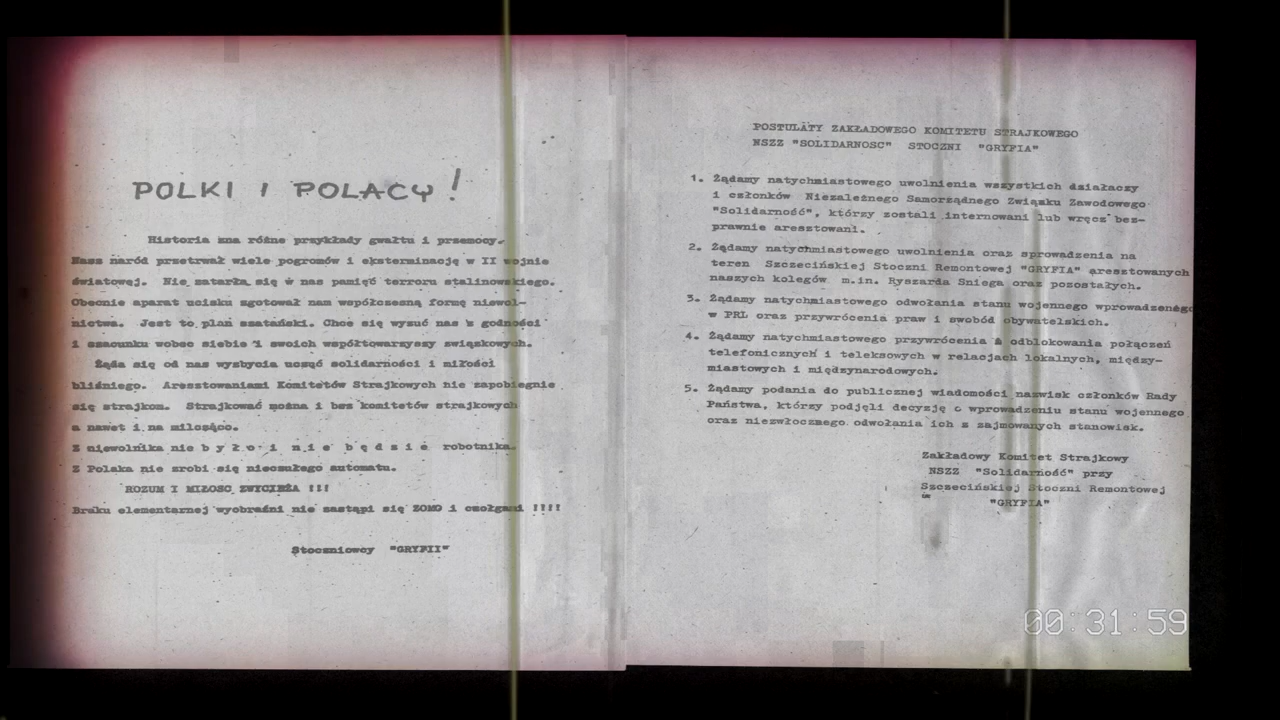 POLKI I POLACY!
Historia zna różne przykłady gwałtu i przemocy.
Nasz naród przetrwał wiele pogromów i eksterminację w II wojnie
światowej. Nie zatarła się w nas pamięć terroru stalinowskiego.
Obecnie aparat ucisku zgotował nam współczesną formę niewol-
nictwa. Jest to plan szatański. Chce się wyzuć nas z godności
i szacunku wobec siebie i swoich współtowarzyszy związkowych.
Żąda się od nas wyzbycia uczuć solidarności i miłości
bliźniego. Aresztowaniami Komitetów Strajkowych nie zapobiegnie
się strajkom. Strajkować można i bez komitetów strajkowych
a nawet i na milcząco.
Z niewolnika nie b y ł o i n i e b ę d z i e robotnika.
Z Polaka nie zrobi się nieczułego automatu.
ROZUM I MIŁOSC ZWYCIĘŻA !!!
Braku elementarnej wyobraźni nie zastąpi się ZOMO i czołgami !!!!
Stoczniowcy "GRYFII"
POSTULATY ZAKŁADOWEGO KOMITETU STRAJKOWEGO
NSZZ "SOLIDARNOSC" STOCZNI "GRYFIA"
1. Żądamy natychmiastowego uwolnienia wszystkich działaczy
i członków Niezależnego Samorządnego Związku Zawodowego
"Solidarność", którzy zostali internowani lub wręcz bez-
prawnie aresztowani.
2. Żądamy natychmiastowego uwolnienia oraz sprowadzenia na
teren Szczecińskiej Stoczni Remontowej "GRYFIA" aresztowanych
naszych kolegów m.in. Ryszarda Sniega oraz pozostałych.
3. Żądamy natychmiastowego odwołania stanu wojennego wprowadzonego
w PRL oraz przywrócenia praw i swobód obywatelskich.
4. Żądamy natychmiastowego przywrócenia odblokowania połączeń
telefonicznych i teleksowych w relacjach lokalnych, między-
miastowych i międzynarodowych.
5. Żądamy podania do publicznej wiadomości nazwisk członków Rady
Państwa, którzy podjęli decyzję o wprowadzeniu stanu wojennego
oraz niezwłocznego odwołania ich z zajmowanych stanowisk.
Zakładowy Komitet Strajkowy
NSZZ "Solidarność" przy
Szczecińskiej Stoczni Remontowej
"GRYFIA"
00:31:59